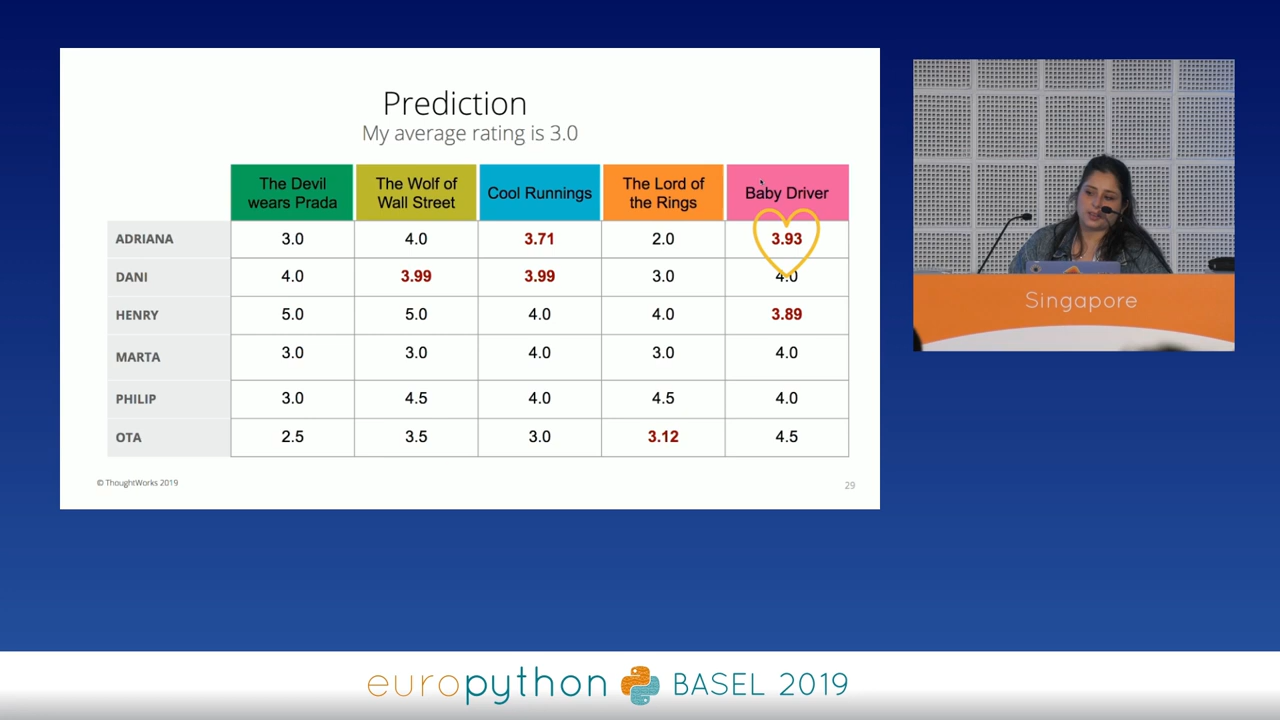 Prediction
My average rating is 3.0
The Devil wears Prada
The Wolf of Wall Street
Cool Runnings
The Lord of the Rings
Baby Driver
ADRIANA 3.0 4.0 3.71 2.0 3.93
DANI 4.0 3.99 3.99 3.0 4.0
HENRY 5.0 5.0 4.0 4.0 3.89
MARTA 3.0 3.0 4.0 3.0 4.0
PHILIP 3.0 4.5 4.0 4.5 4.0
OTA 2.5 3.5 3.0 3.12 4.5
© ThoughtWorks 2019
29
Singapore
europython BASEL 2019